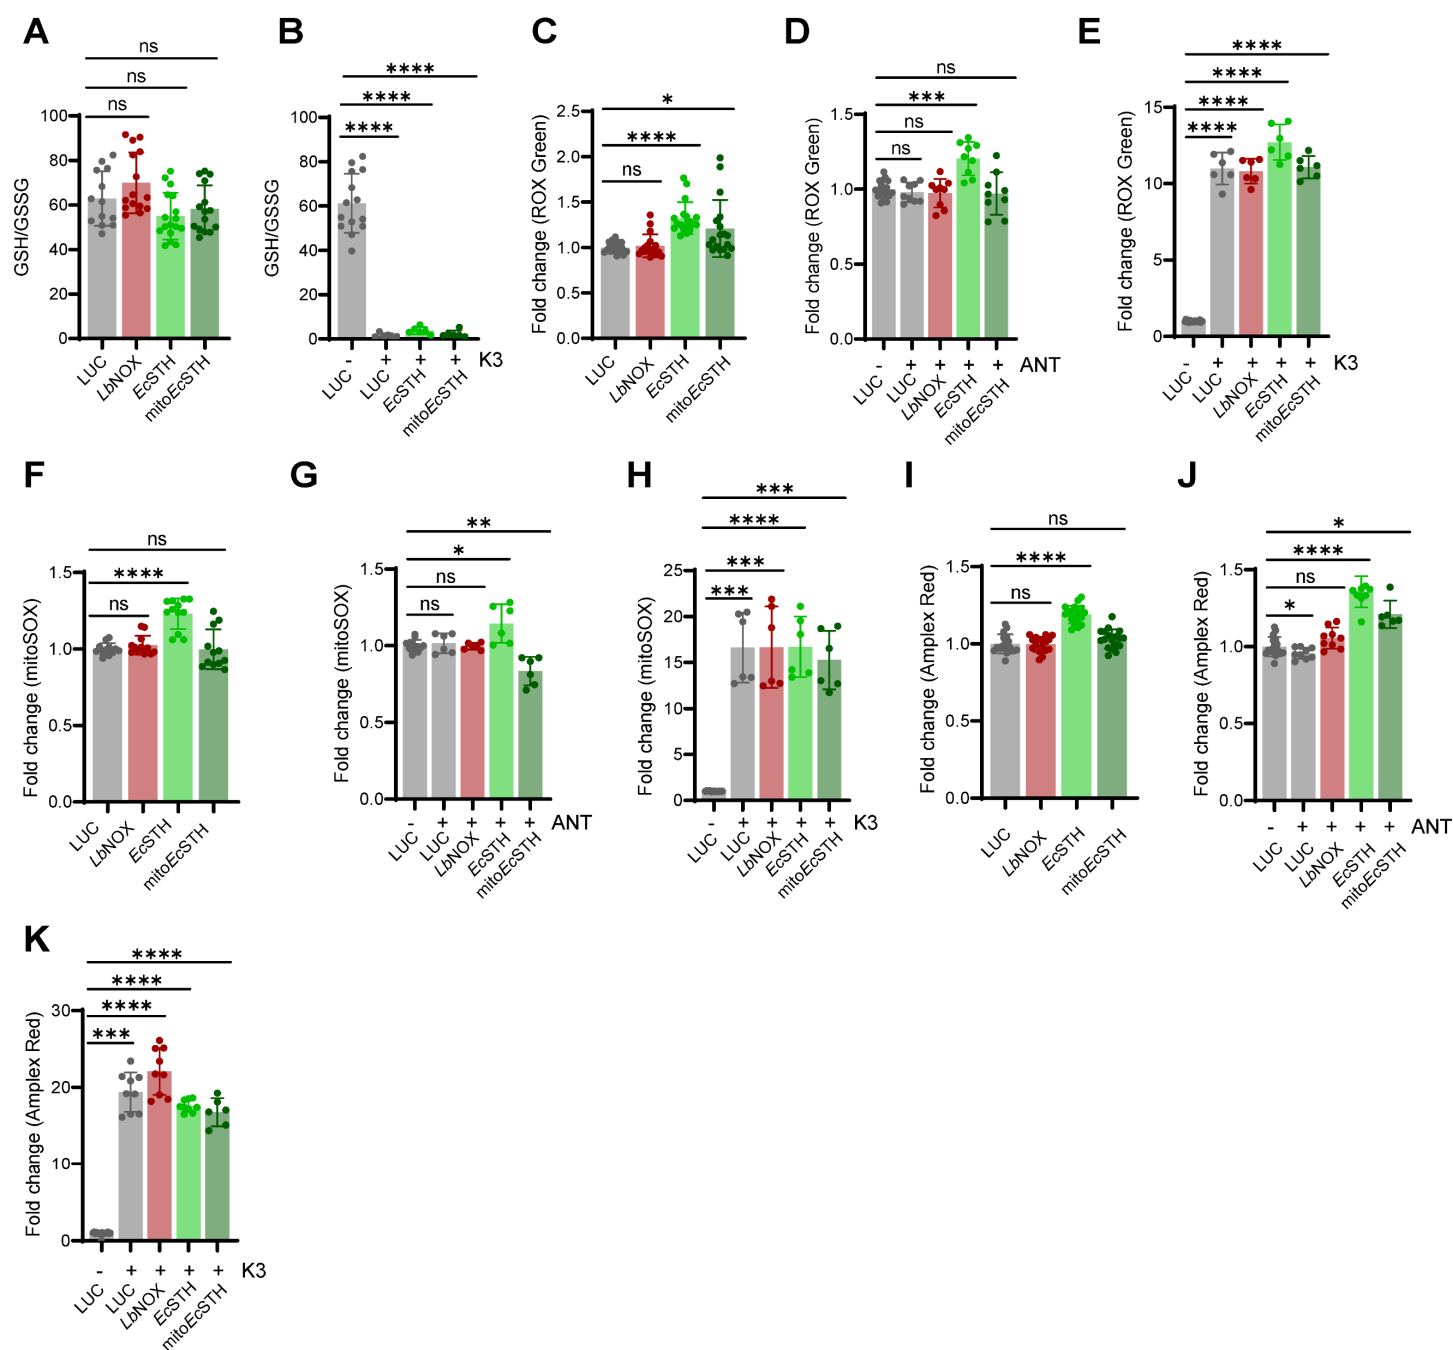 A
ns
ns
ns
GSH/GSSG
100
80
60
40
20
0
LUC
LbNOX
EcSTH
mitoEcSTH
B
****
****
****
GSH/GSSG
100
80
60
40
20
0
- + + + K3
LUC
LUC
EcSTH
mitoEcSTH
C
*
****
ns
Fold change (ROX Green)
2.5
2.0
1.5
1.0
0.5
0.0
LUC
LbNOX
EcSTH
mitoEcSTH
D
ns
***
ns
ns
Fold change (ROX Green)
1.5
1.0
0.5
0.0
- + + + + ANT
LUC
LUC
LbNOX
EcSTH
mitoEcSTH
E
****
****
****
****
Fold change (ROX Green)
15
10
5
0
- + + + + K3
LUC
LUC
LbNOX
EcSTH
mitoEcSTH
F
ns
****
ns
Fold change (mitoSOX)
1.5
1.0
0.5
0.0
LUC
LbNOX
EcSTH
mitoEcSTH
G
**
*
ns
ns
Fold change (mitoSOX)
1.5
1.0
0.5
0.0
- + + + + ANT
LUC
LUC
LbNOX
EcSTH
mitoEcSTH
H
***
****
***
***
Fold change (mitoSOX)
25
20
15
10
5
0
- + + + + K3
LUC
LUC
LbNOX
EcSTH
mitoEcSTH
I
ns
****
ns
Fold change (Amplex Red)
1.5
1.0
0.5
0.0
LUC
LbNOX
EcSTH
mitoEcSTH
J
*
****
ns
*
Fold change (Amplex Red)
1.5
1.0
0.5
0.0
- + + + + ANT
LUC
LUC
LbNOX
EcSTH
mitoEcSTH
K
****
****
****
***
Fold change (Amplex Red)
30
20
10
0
- + + + + K3
LUC
LUC
LbNOX
EcSTH
mitoEcSTH